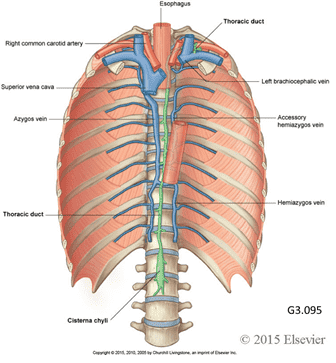 Esophagus
Thoracic duct
Right common carotid artery
Superior vena cava
Left brachiocephalic vein
Azygos vein
Accessory
hemiazygos vein
Thoracic duct
Hemiazygos vein
Cisterna chyli
G3.095
© 2015 Elsevier
Copyright © 2010, 2010, 2005 by Churchill Livingstone, an imprint of Elsevier, Inc.